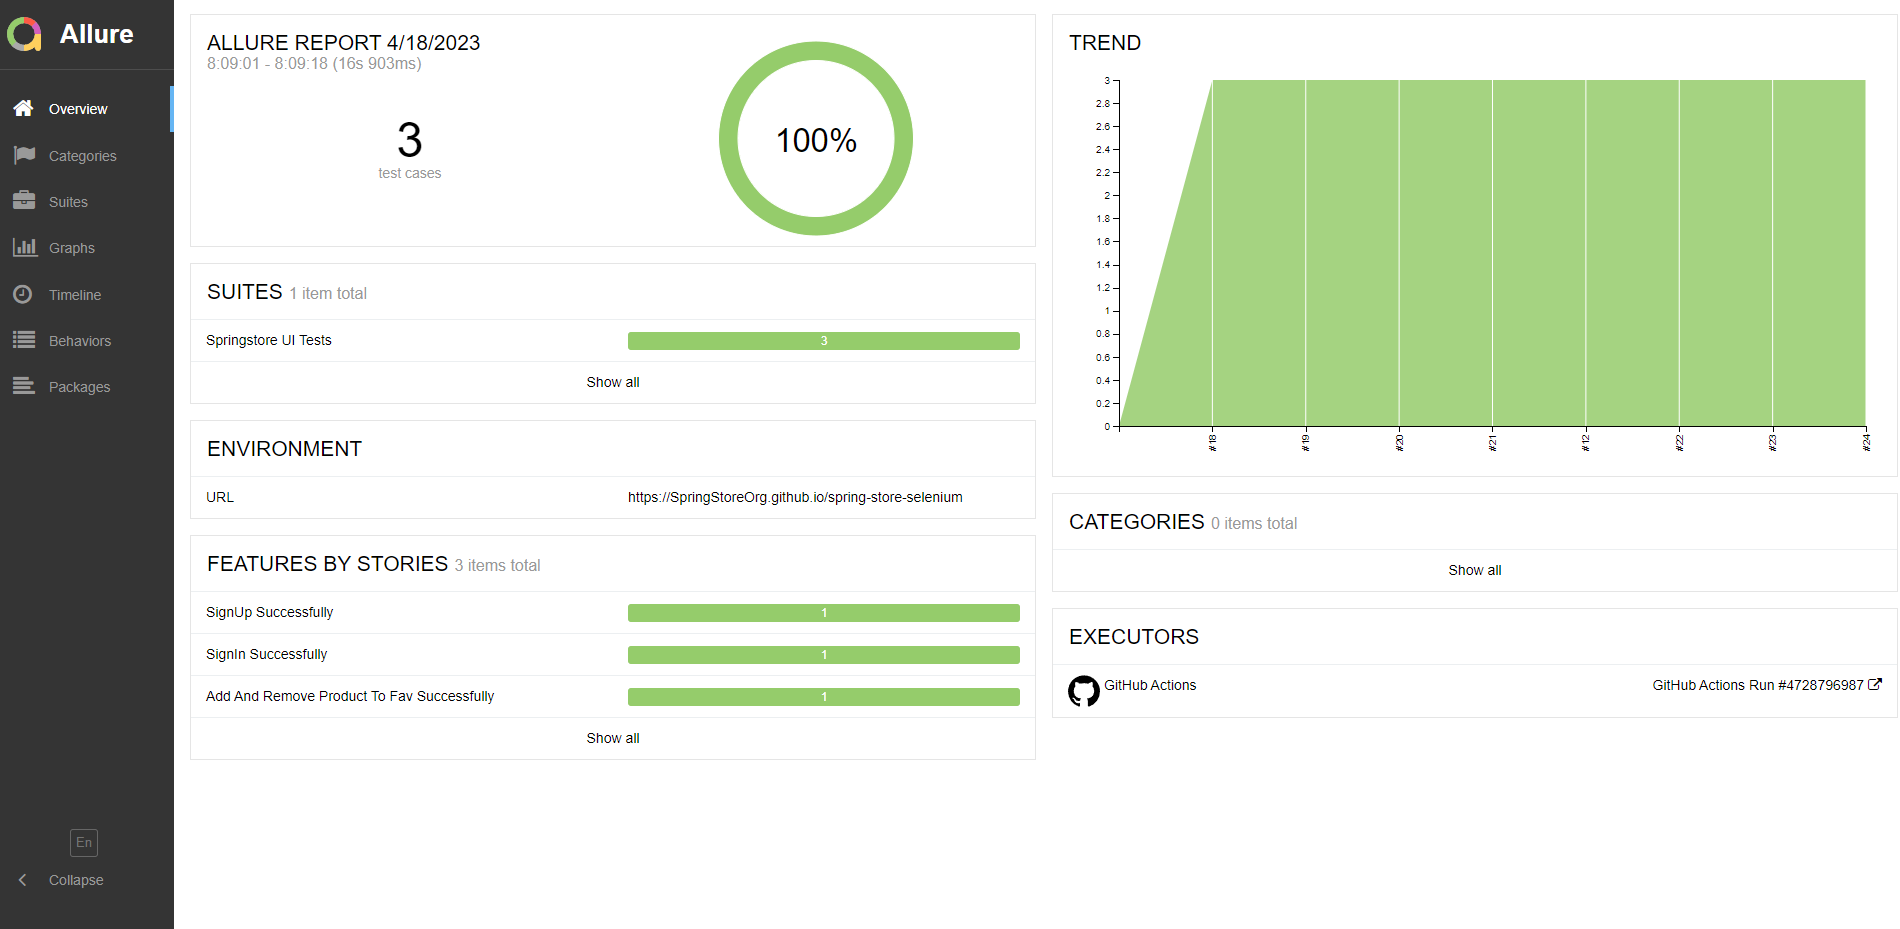 Allure
Overview
Categories
Suites
Graphs
Timeline
Behaviors
Packages
En
Collapse
ALLURE REPORT 4/18/2023
8:09:01 - 8:09:18 (16s 903ms)
3
test cases
100%
SUITES 1 item total
Springstore UI Tests 3
Show all
ENVIRONMENT
URL https://SpringStoreOrg.github.io/spring-store-selenium
FEATURES BY STORIES 3 items total
SignUp Successfully 1
SignIn Successfully 1
Add And Remove Product To Fav Successfully 1
Show all
TREND
3
2.8
2.6
2.4
2.2
2
1.8
1.6
1.4
1.2
1
0.8
0.6
0.4
0.2
0
#18 #19 #20 #21 #12 #22 #23 #24
CATEGORIES 0 items total
Show all
EXECUTORS
GitHub Actions GitHub Actions Run #4728796987